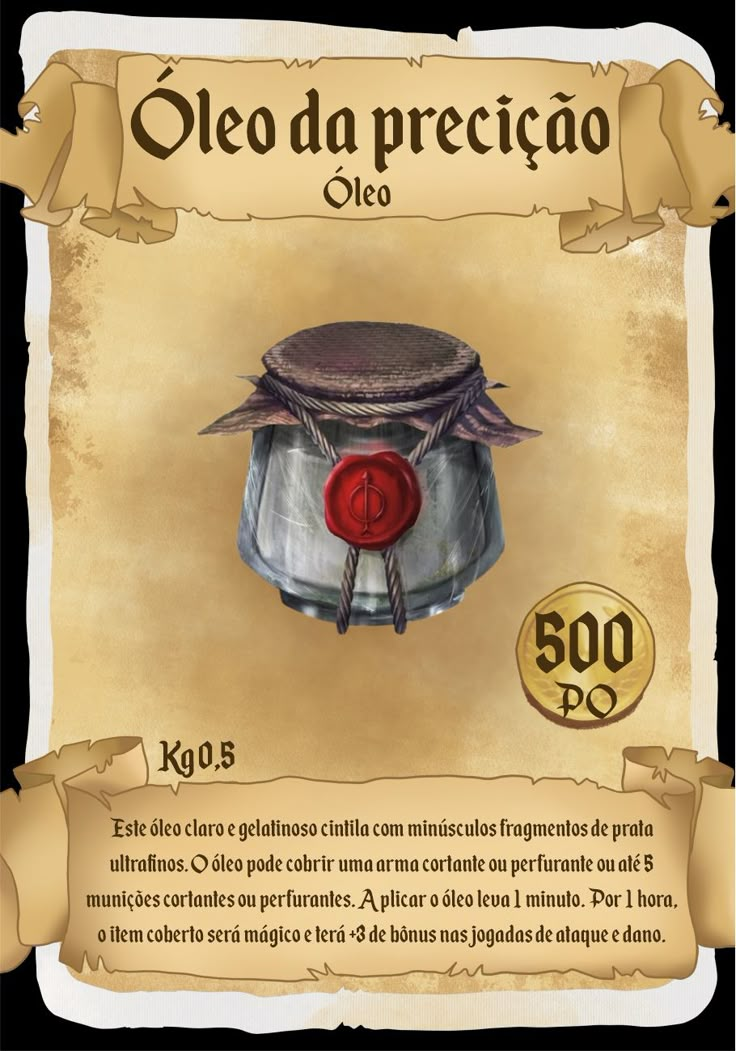 Óleo da precição
Óleo
500
PO
Kg 0,5
Este óleo claro e gelatinoso cintila com minúsculos fragmentos de prata
ultrafinos. O óleo pode cobrir uma arma cortante ou perfurante ou até 5
munições cortantes ou perfurantes. Aplicar o óleo leva 1 minuto. Por 1 hora,
o item coberto será mágico e terá +3 de bônus nas jogadas de ataque e dano.